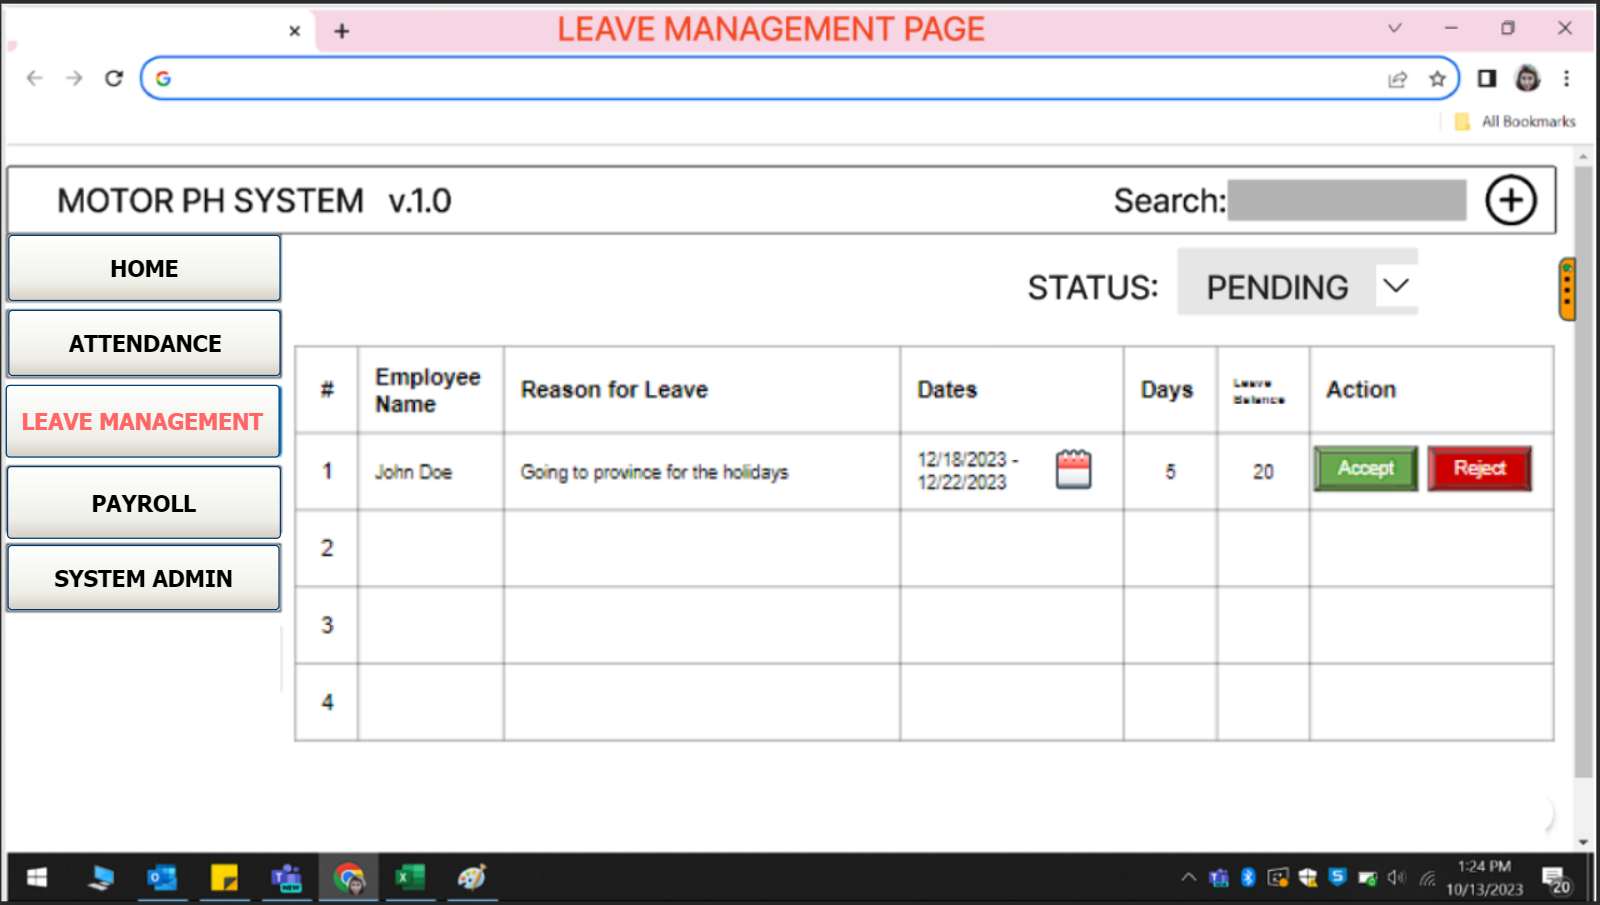 LEAVE MANAGEMENT PAGE
All Bookmarks
MOTOR PH SYSTEM v.1.0
Search:
HOME
ATTENDANCE
LEAVE MANAGEMENT
PAYROLL
SYSTEM ADMIN
STATUS: PENDING
# Employee Name Reason for Leave Dates Days Leave Balance Action
1 John Doe Going to province for the holidays 12/18/2023 - 12/22/2023 5 20 Accept Reject
2
3
4
1:24 PM
10/13/2023
20